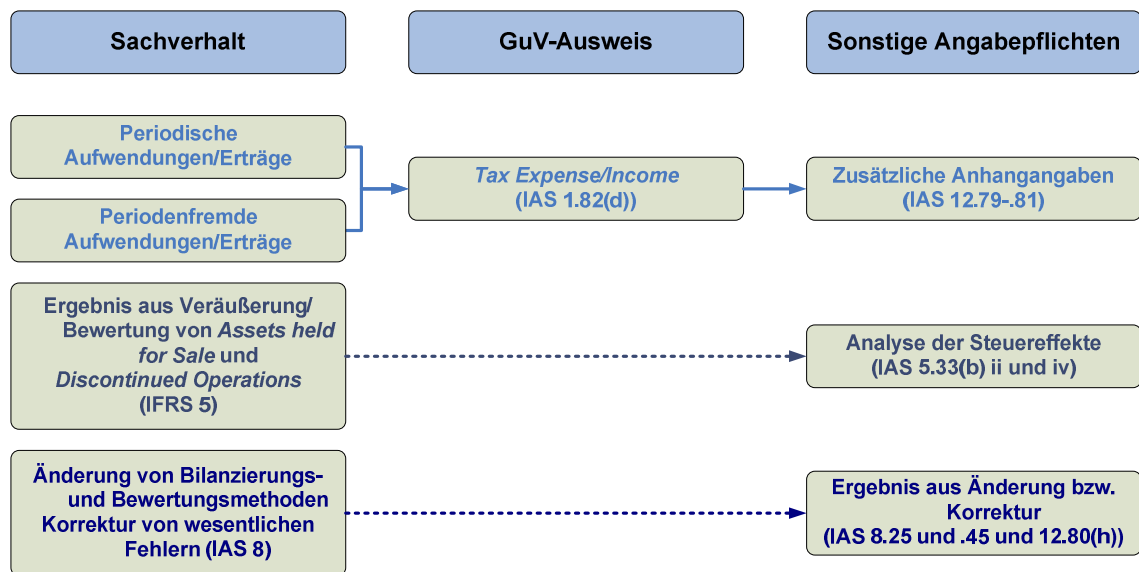 Sachverhalt
GuV-Ausweis
Sonstige Angabepflichten
Periodische
Aufwendungen/Erträge
Periodenfremde
Aufwendungen/Erträge
Tax Expense/Income
(IAS 1.82(d))
Zusätzliche Anhangangaben
(IAS 12.79-.81)
Ergebnis aus Veräußerung/
Bewertung von Assets held
for Sale und
Discontinued Operations
(IFRS 5)
Analyse der Steuereffekte
(IAS 5.33(b) ii und iv)
Änderung von Bilanzierungs-
und Bewertungsmethoden
Korrektur von wesentlichen
Fehlern (IAS 8)
Ergebnis aus Änderung bzw.
Korrektur
(IAS 8.25 und .45 und 12.80(h))